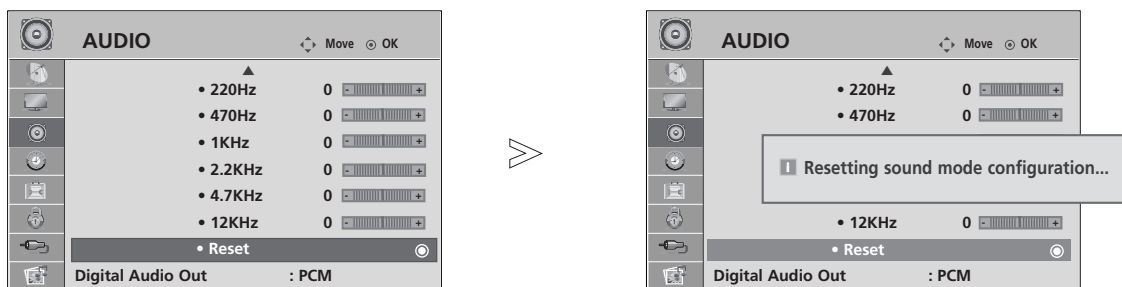 AUDIO
Move OK
• 220Hz 0 - +
• 470Hz 0 - +
• 1KHz 0 - +
• 2.2KHz 0 - +
• 4.7KHz 0 - +
• 12KHz 0 - +
• Reset
Digital Audio Out : PCM
>
AUDIO
Move OK
• 220Hz 0 - +
• 470Hz 0 - +
i Resetting sound mode configuration...
• 12KHz 0 - +
• Reset
Digital Audio Out : PCM